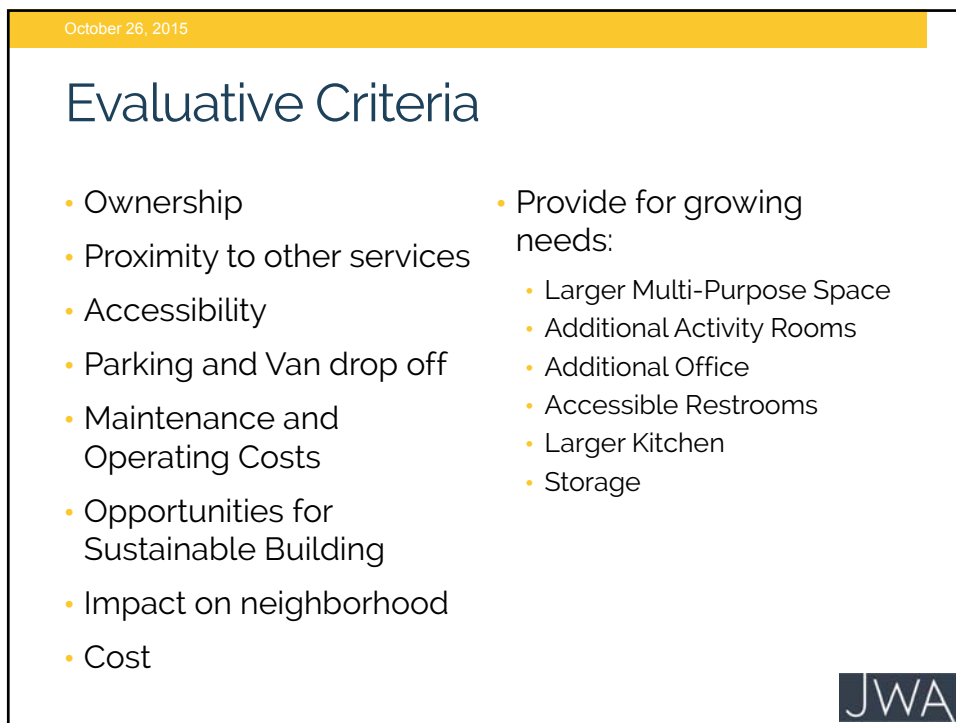 October 26, 2015
Evaluative Criteria
• Ownership
• Proximity to other services
• Accessibility
• Parking and Van drop off
• Maintenance and
Operating Costs
• Opportunities for
Sustainable Building
• Impact on neighborhood
• Cost
• Provide for growing
needs:
• Larger Multi-Purpose Space
• Additional Activity Rooms
• Additional Office
• Accessible Restrooms
• Larger Kitchen
• Storage
JWA